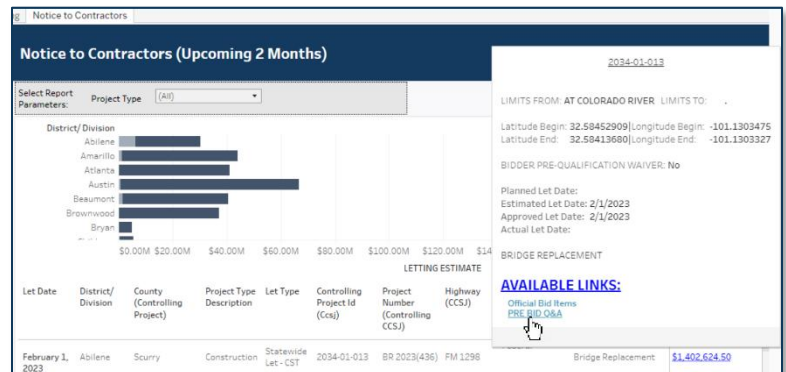 Notice to Contractors
Notice to Contractors (Upcoming 2 Months)
Select Report
Parameters:
Project Type
(All)
District/ Division
Abilene
Amarillo
Atlanta
Austin
Beaumont
Brownwood
Bryan
$0.00M $20.00M $40.00M $60.00M $80.00M $100.00M $120.00M $14
LETTING ESTIMATE
Let Date
District/
Division
County
(Controlling
Project)
Project Type
Description
Let Type
Controlling
Project Id
(Ccsj)
Project
Number
(Controlling
CCSJ)
Highway
(CCSJ)
February 1,
2023
Abilene
Scurry
Construction
Statewide
Let - CST
2034-01-013
BR 2023(436)
FM 1298
Bridge Replacement
$1,402,624.50
2034-01-013
LIMITS FROM: AT COLORADO RIVER LIMITS TO: .
Latitude Begin: 32.58452909|Longitude Begin: -101.1303475
Latitude End: 32.58413680|Longitude End: -101.1303327
BIDDER PRE-QUALIFICATION WAIVER: No
Planned Let Date:
Estimated Let Date: 2/1/2023
Approved Let Date: 2/1/2023
Actual Let Date:
BRIDGE REPLACEMENT
AVAILABLE LINKS:
Official Bid Items
PRE BID Q&A